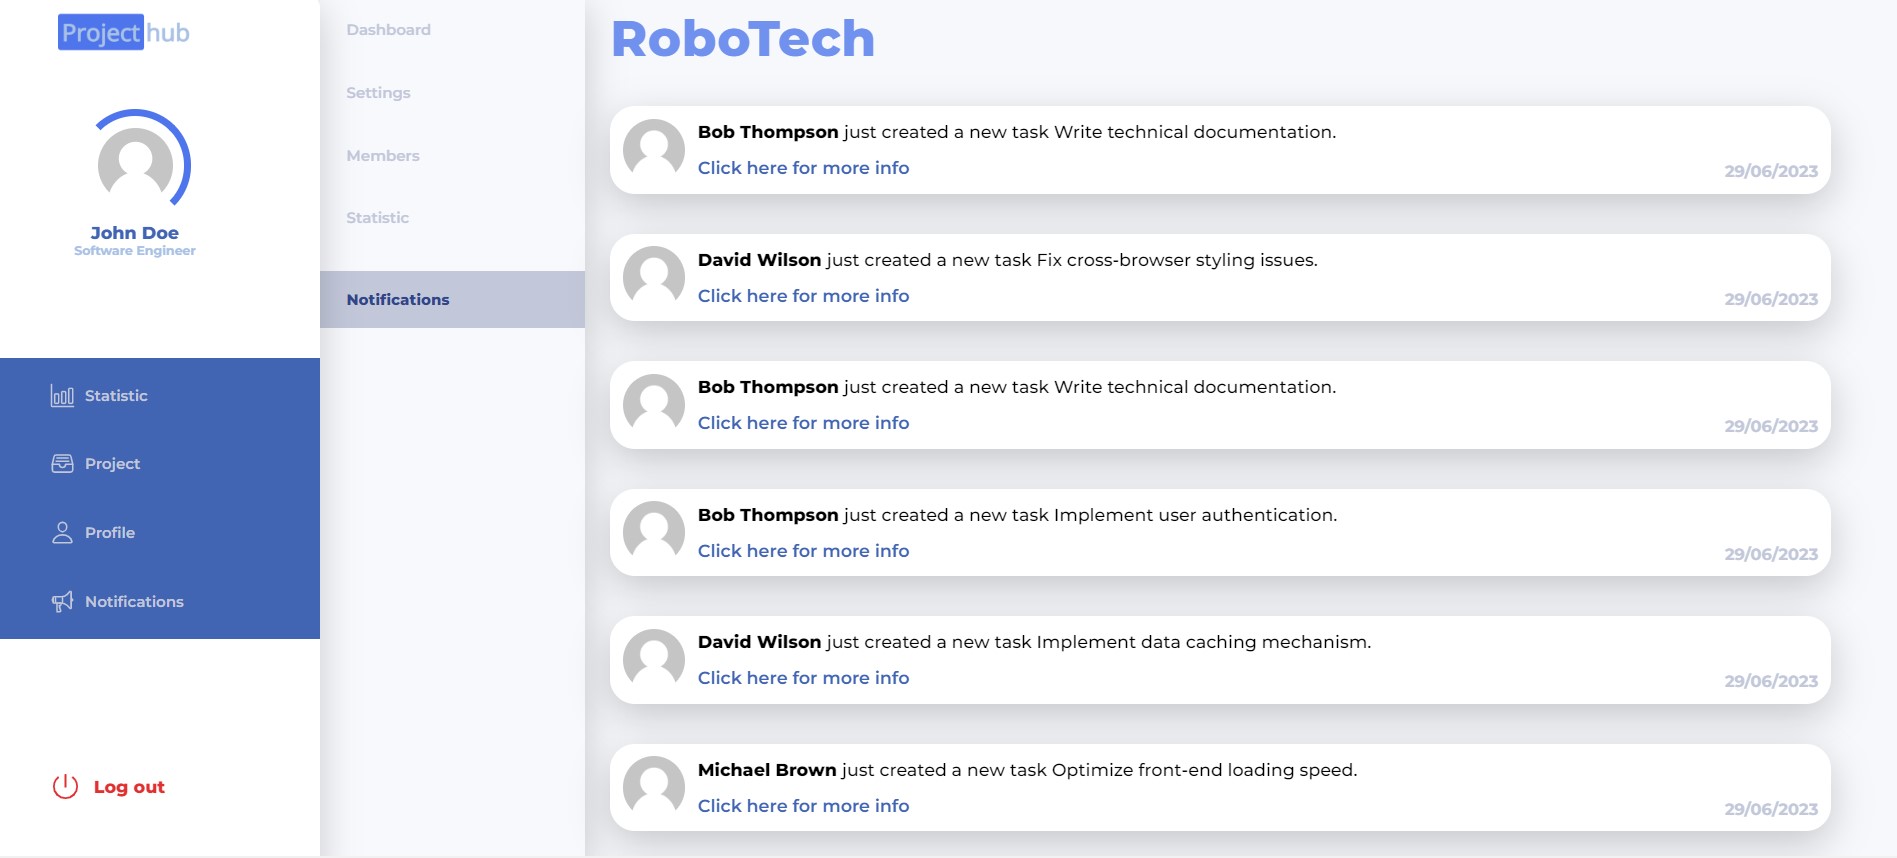 Project hub
John Doe
Software Engineer
Statistic
Project
Profile
Notifications
Log out
Dashboard
Settings
Members
Statistic
Notifications
RoboTech
Bob Thompson just created a new task Write technical documentation.
Click here for more info
29/06/2023
David Wilson just created a new task Fix cross-browser styling issues.
Click here for more info
29/06/2023
Bob Thompson just created a new task Write technical documentation.
Click here for more info
29/06/2023
Bob Thompson just created a new task Implement user authentication.
Click here for more info
29/06/2023
David Wilson just created a new task Implement data caching mechanism.
Click here for more info
29/06/2023
Michael Brown just created a new task Optimize front-end loading speed.
Click here for more info
29/06/2023